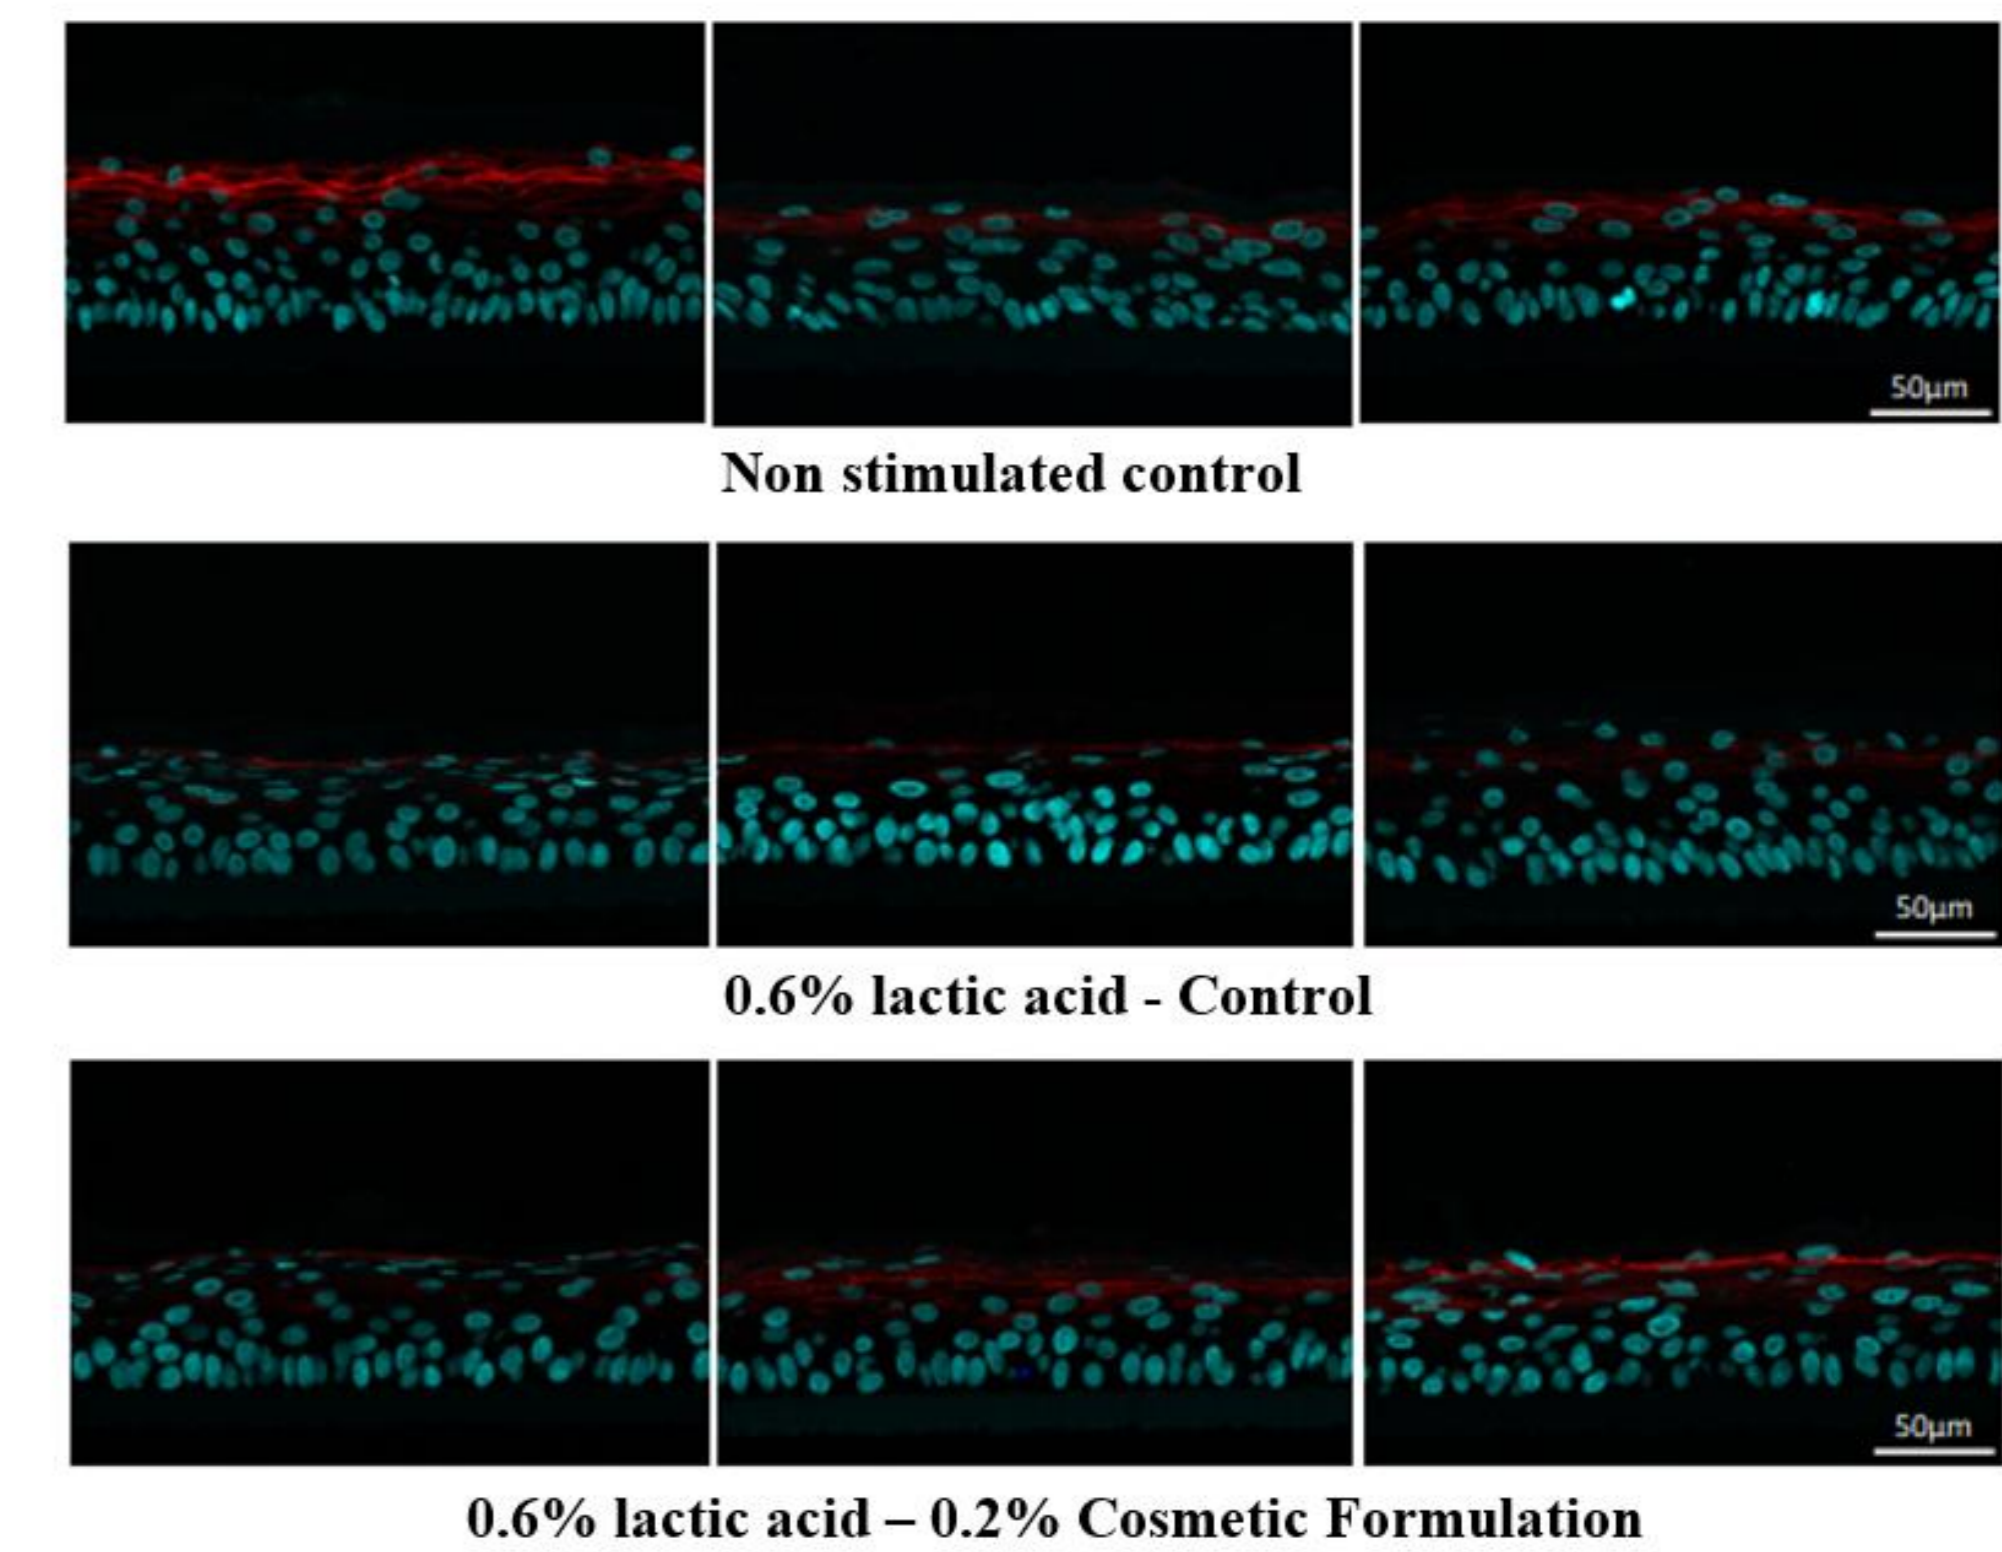 50µm
Non stimulated control
50µm
0.6% lactic acid - Control
50µm
0.6% lactic acid – 0.2% Cosmetic Formulation